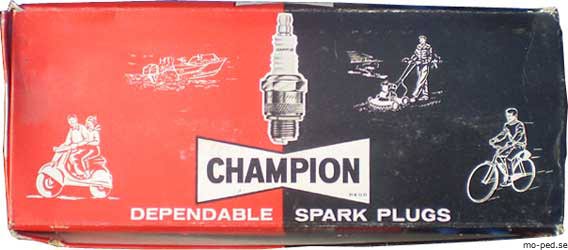 CHAMPION
DEPENDABLE SPARK PLUGS
mo-ped.se